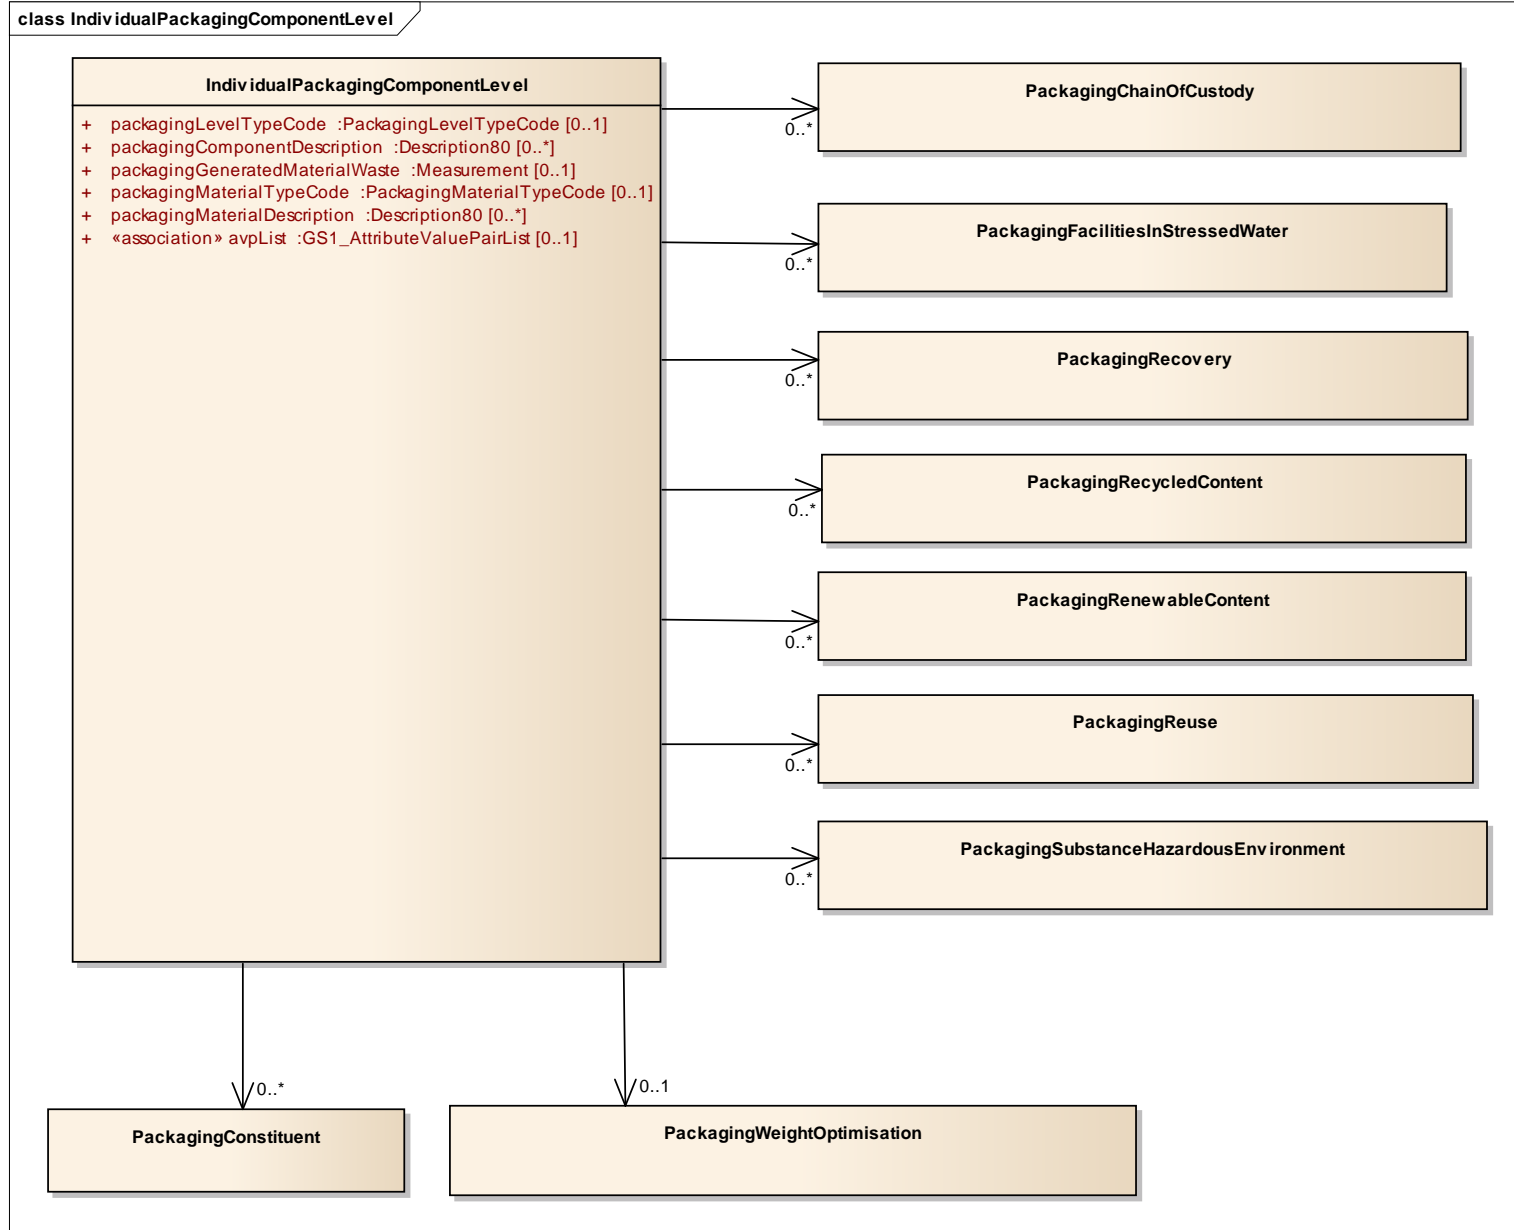 class IndividualPackagingComponentLevel
IndividualPackagingComponentLevel
+ packagingLevelTypeCode :PackagingLevelTypeCode [0..1]
+ packagingComponentDescription :Description80 [0..*]
+ packagingGeneratedMaterialWaste :Measurement [0..1]
+ packagingMaterialTypeCode :PackagingMaterialTypeCode [0..1]
+ packagingMaterialDescription :Description80 [0..*]
+ «association» avpList :GS1_AttributeValuePairList [0..1]
PackagingChainOfCustody
0..*
PackagingFacilitiesInStressedWater
0..*
PackagingRecovery
0..*
PackagingRecycledContent
0..*
PackagingRenewableContent
0..*
PackagingReuse
0..*
PackagingSubstanceHazardousEnvironment
0..*
0..*
0..1
PackagingConstituent
PackagingWeightOptimisation